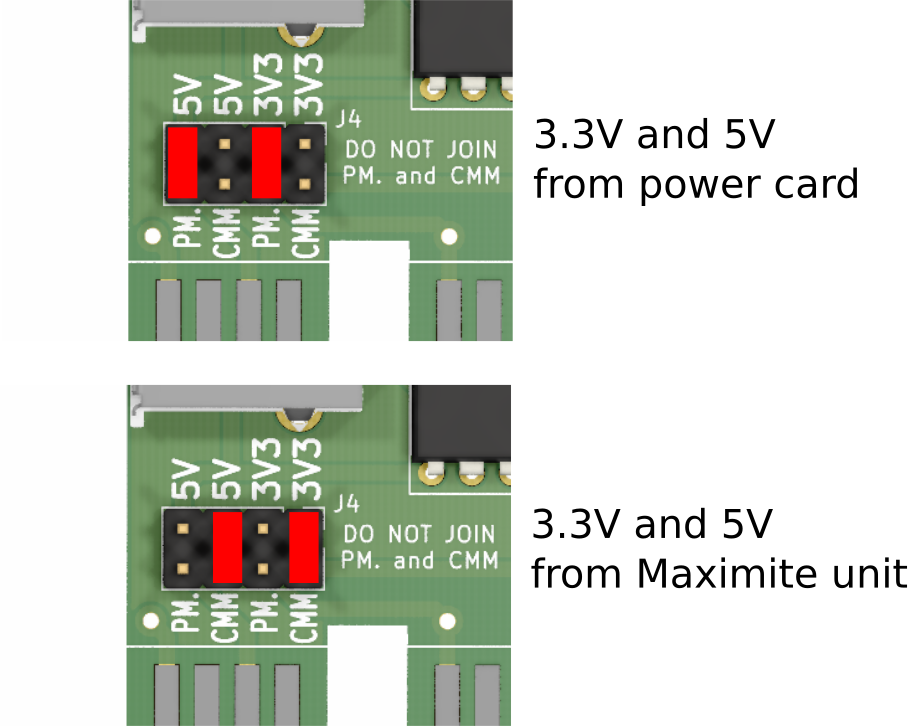 5V 5V 3V3 3V3
J4
DO NOT JOIN
PM. and CMM
PM. CMM PM. CMM
3.3V and 5V
from power card
5V 5V 3V3 3V3
J4
DO NOT JOIN
PM. and CMM
PM. CMM PM. CMM
3.3V and 5V
from Maximite unit